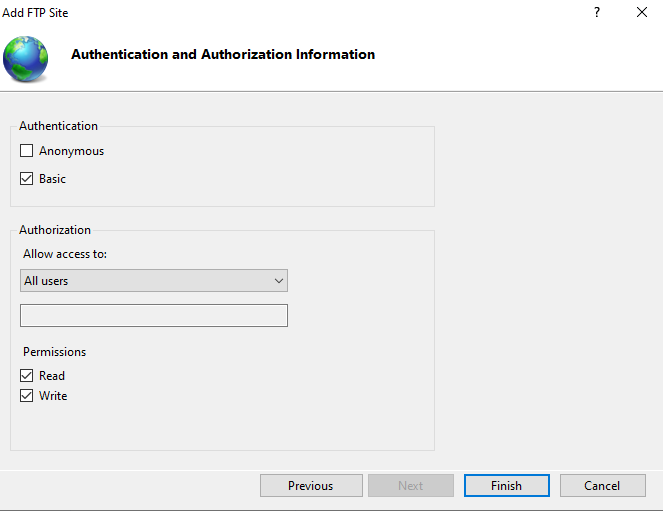 Add FTP Site
?
Authentication and Authorization Information
Authentication
Anonymous
Basic
Authorization
Allow access to:
All users
Permissions
Read
Write
Previous Next Finish Cancel